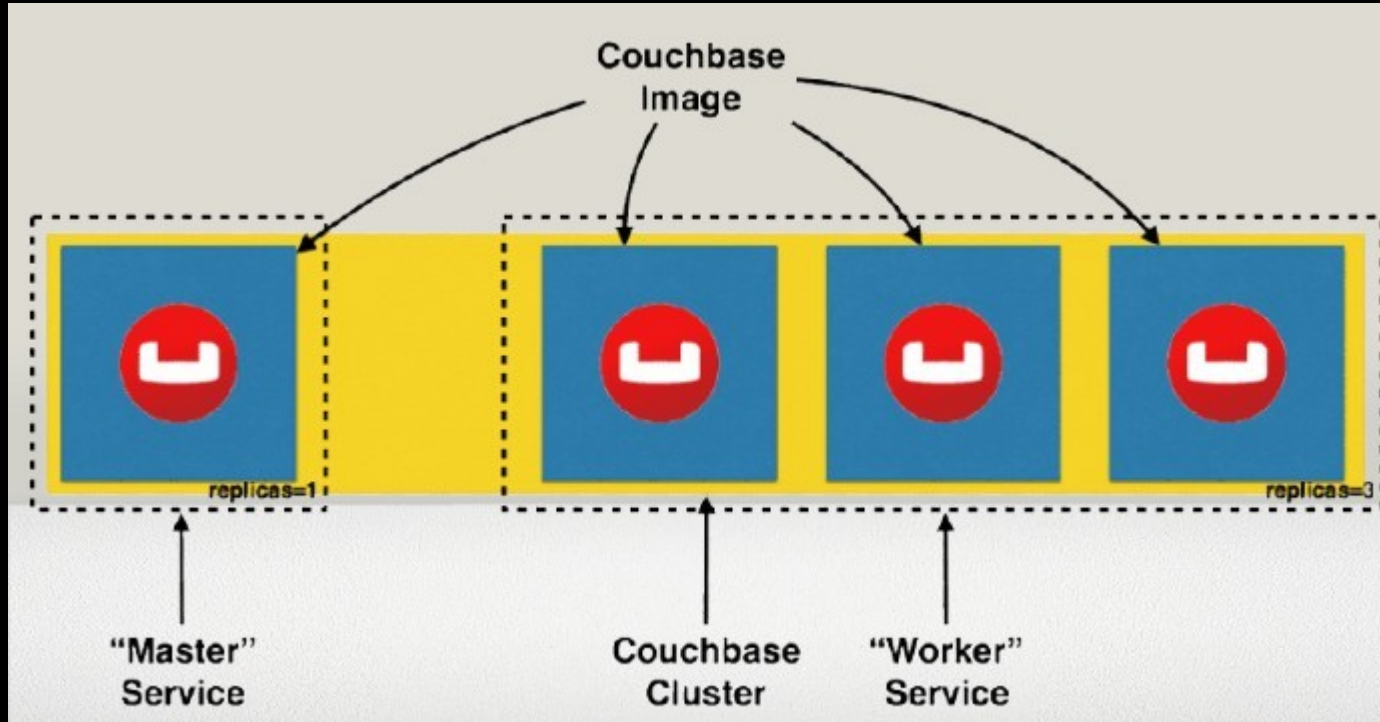 Couchbase
Image
replicas=1
replicas=3
“Master”
Service
Couchbase
Cluster
“Worker”
Service